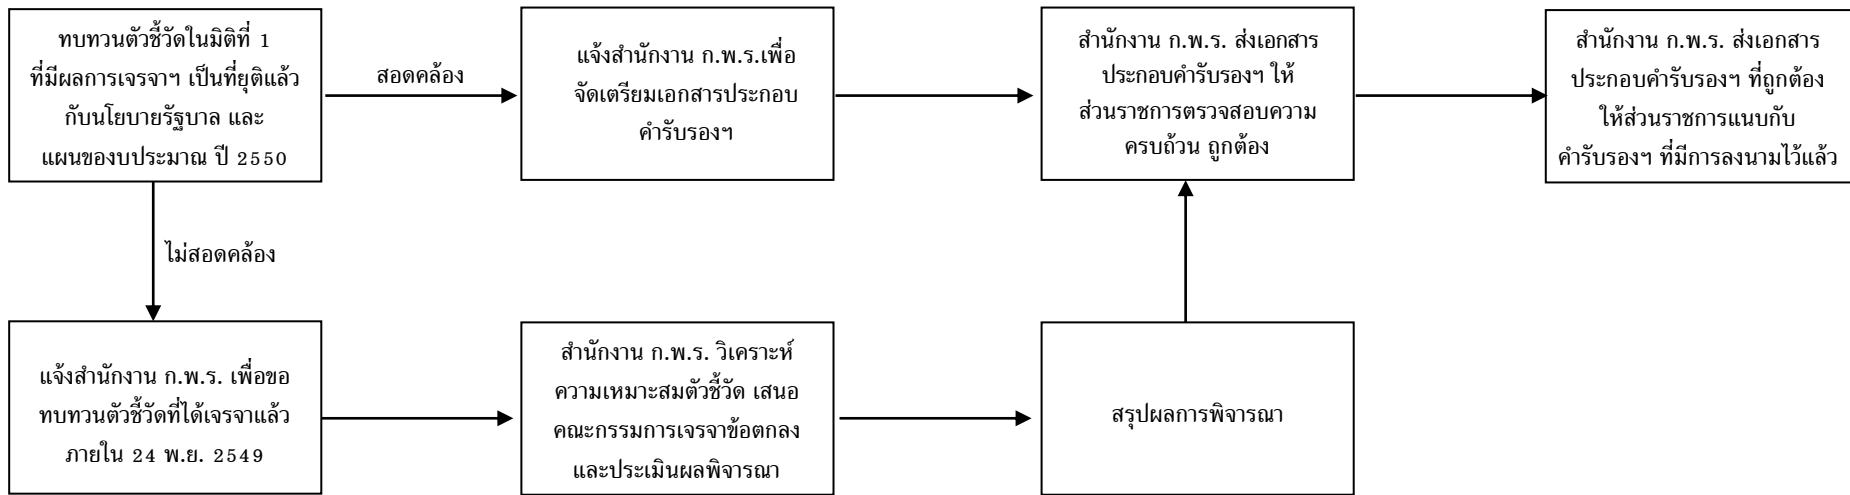 ทบทวนตัวชี้วัดในมิติที่ 1
ที่มีผลการเจรจาฯ เป็นที่ยุติแล้ว
กับนโยบายรัฐบาล และ
แผนของบประมาณ ปี 2550
สอดคล้อง
แจ้งสำนักงาน ก.พ.ร.เพื่อ
จัดเตรียมเอกสารประกอบ
คำรับรองฯ
สำนักงาน ก.พ.ร. ส่งเอกสาร
ประกอบคำรับรองฯ ให้
ส่วนราชการตรวจสอบความ
ครบถ้วน ถูกต้อง
สำนักงาน ก.พ.ร. ส่งเอกสาร
ประกอบคำรับรองฯ ที่ถูกต้อง
ให้ส่วนราชการแนบกับ
คำรับรองฯ ที่มีการลงนามไว้แล้ว
ไม่สอดคล้อง
แจ้งสำนักงาน ก.พ.ร. เพื่อขอ
ทบทวนตัวชี้วัดที่ได้เจรจาแล้ว
ภายใน 24 พ.ย. 2549
สำนักงาน ก.พ.ร. วิเคราะห์
ความเหมาะสมตัวชี้วัด เสนอ
คณะกรรมการเจรจาข้อตกลง
และประเมินผลพิจารณา
สรุปผลการพิจารณา